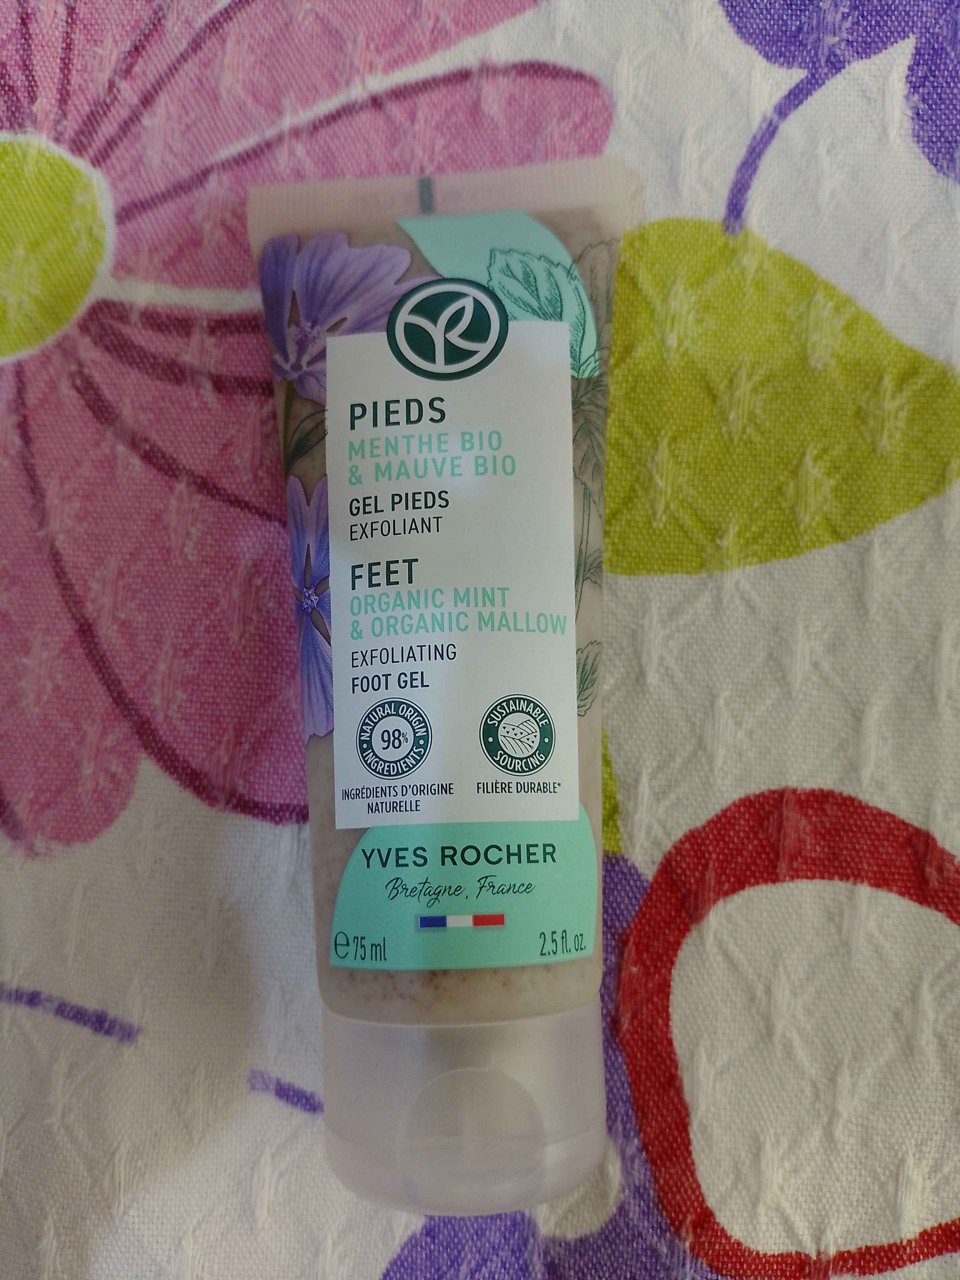 YR
PIEDS
MENTHE BIO
& MAUVE BIO
GEL PIEDS
EXFOLIANT
FEET
ORGANIC MINT
& ORGANIC MALLOW
EXFOLIATING
FOOT GEL
NATURAL ORIGIN
98%
INGREDIENTS
INGRÉDIENTS D'ORIGINE
NATURELLE
SUSTAINABLE
SOURCING
FILIÈRE DURABLE*
YVES ROCHER
Bretagne, France
℮ 75 ml
2.5 fl. oz.